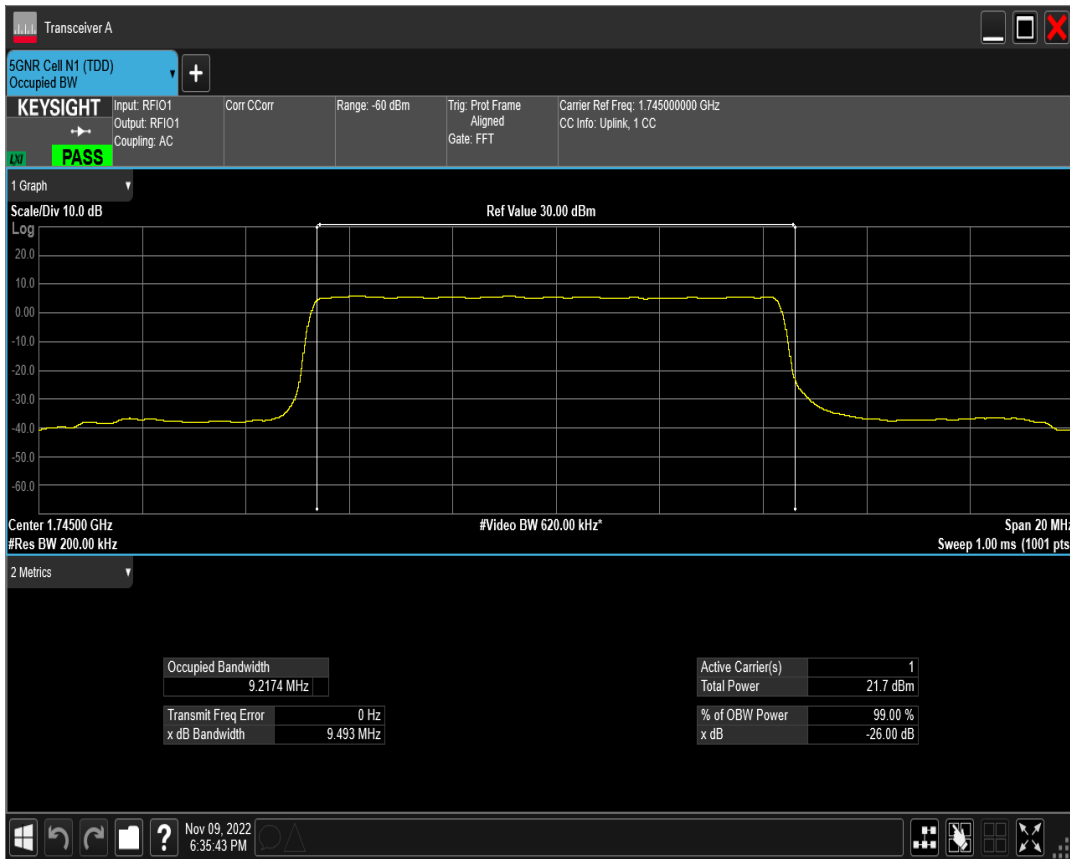 Transceiver A
5GNR Cell N1 (TDD)
Occupied BW
+
KEYSIGHT
LXI
PASS
Input: RFIO1
Output: RFIO1
Coupling: AC
Corr CCorr
Range: -60 dBm
Trig: Prot Frame
Aligned
Gate: FFT
Carrier Ref Freq: 1.745000000 GHz
CC Info: Uplink, 1 CC
1 Graph
Scale/Div 10.0 dB
Ref Value 30.00 dBm
Log
20.0
10.0
0.00
-10.0
-20.0
-30.0
-40.0
-50.0
-60.0
Center 1.74500 GHz
#Video BW 620.00 kHz*
Span 20 MHz
#Res BW 200.00 kHz
Sweep 1.00 ms (1001 pts
2 Metrics
Occupied Bandwidth
9.2174 MHz
Transmit Freq Error 0 Hz
x dB Bandwidth 9.493 MHz
Active Carrier(s) 1
Total Power 21.7 dBm
% of OBW Power 99.00 %
x dB -26.00 dB
?
Nov 09, 2022
6:35:43 PM